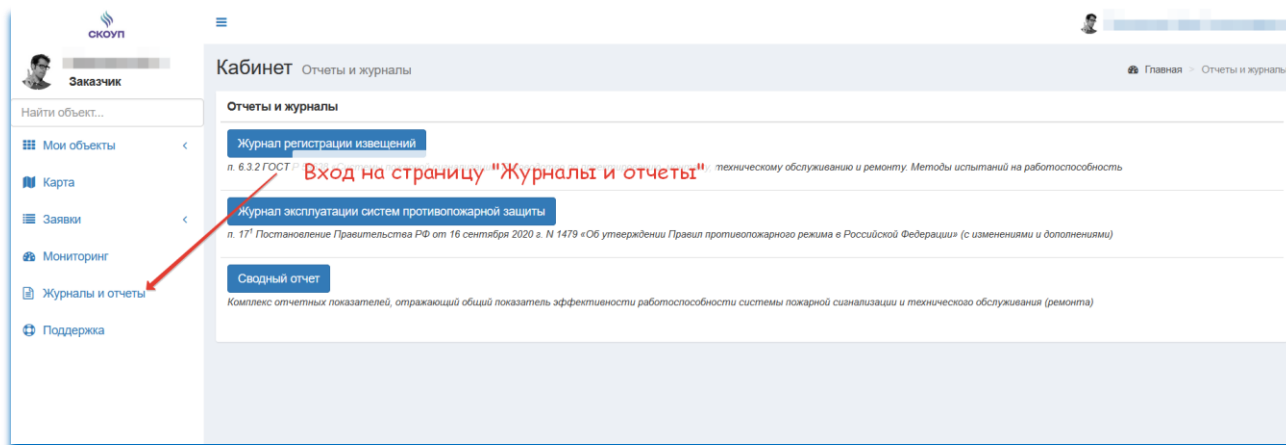 СКОУП
Заказчик
Кабинет Отчеты и журналы
Главная > Отчеты и журналы
Найти объект...
Отчеты и журналы
Мои объекты
Журнал регистрации извещений
п. 6.3.2 ГОСТ техническому обслуживанию и ремонту. Методы испытаний на работоспособность
Вход на страницу "Журналы и отчеты"
Карта
Заявки
Журнал эксплуатации систем противопожарной защиты
п. 17¹ Постановление Правительства РФ от 16 сентября 2020 г. N 1479 «Об утверждении Правил противопожарного режима в Российской Федерации» (с изменениями и дополнениями)
Мониторинг
Сводный отчет
Журналы и отчеты
Комплекс отчетных показателей, отражающий общий показатель эффективности работоспособности системы пожарной сигнализации и технического обслуживания (ремонта)
Поддержка